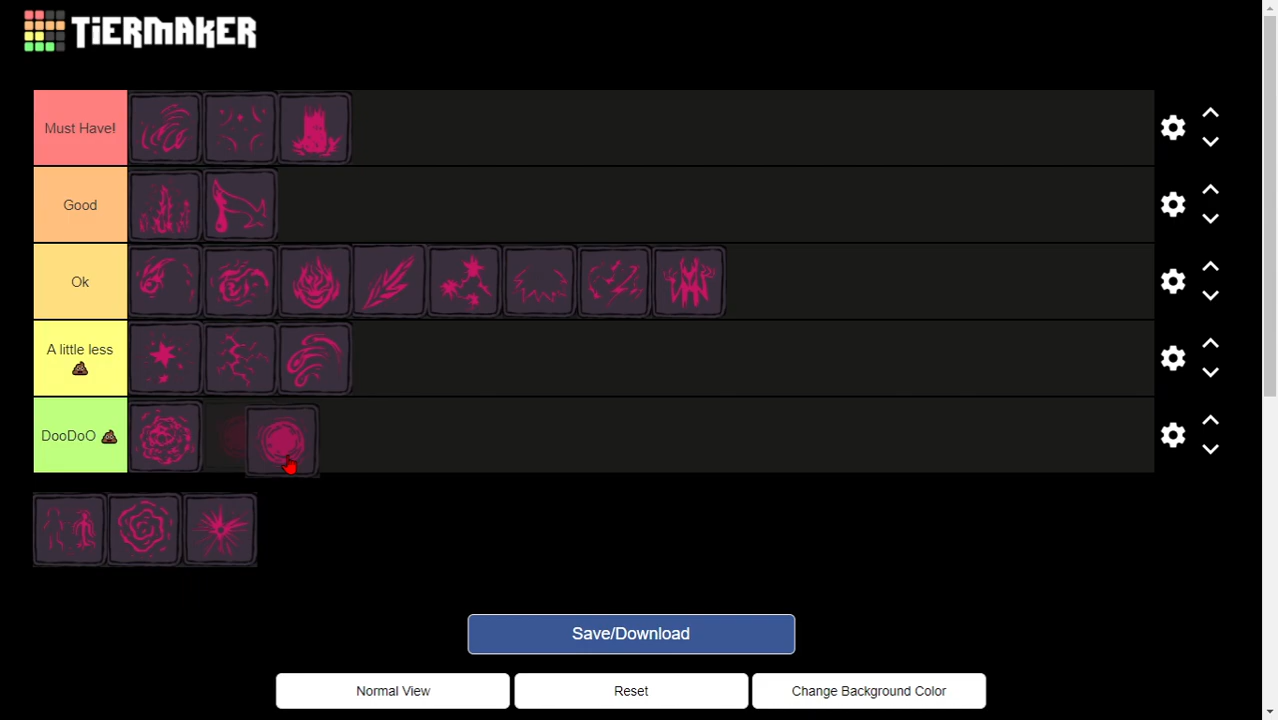 TiERMAKER
Must Have!
Good
Ok
A little less
💩
DooDoO 💩
Save/Download
Normal View
Reset
Change Background Color